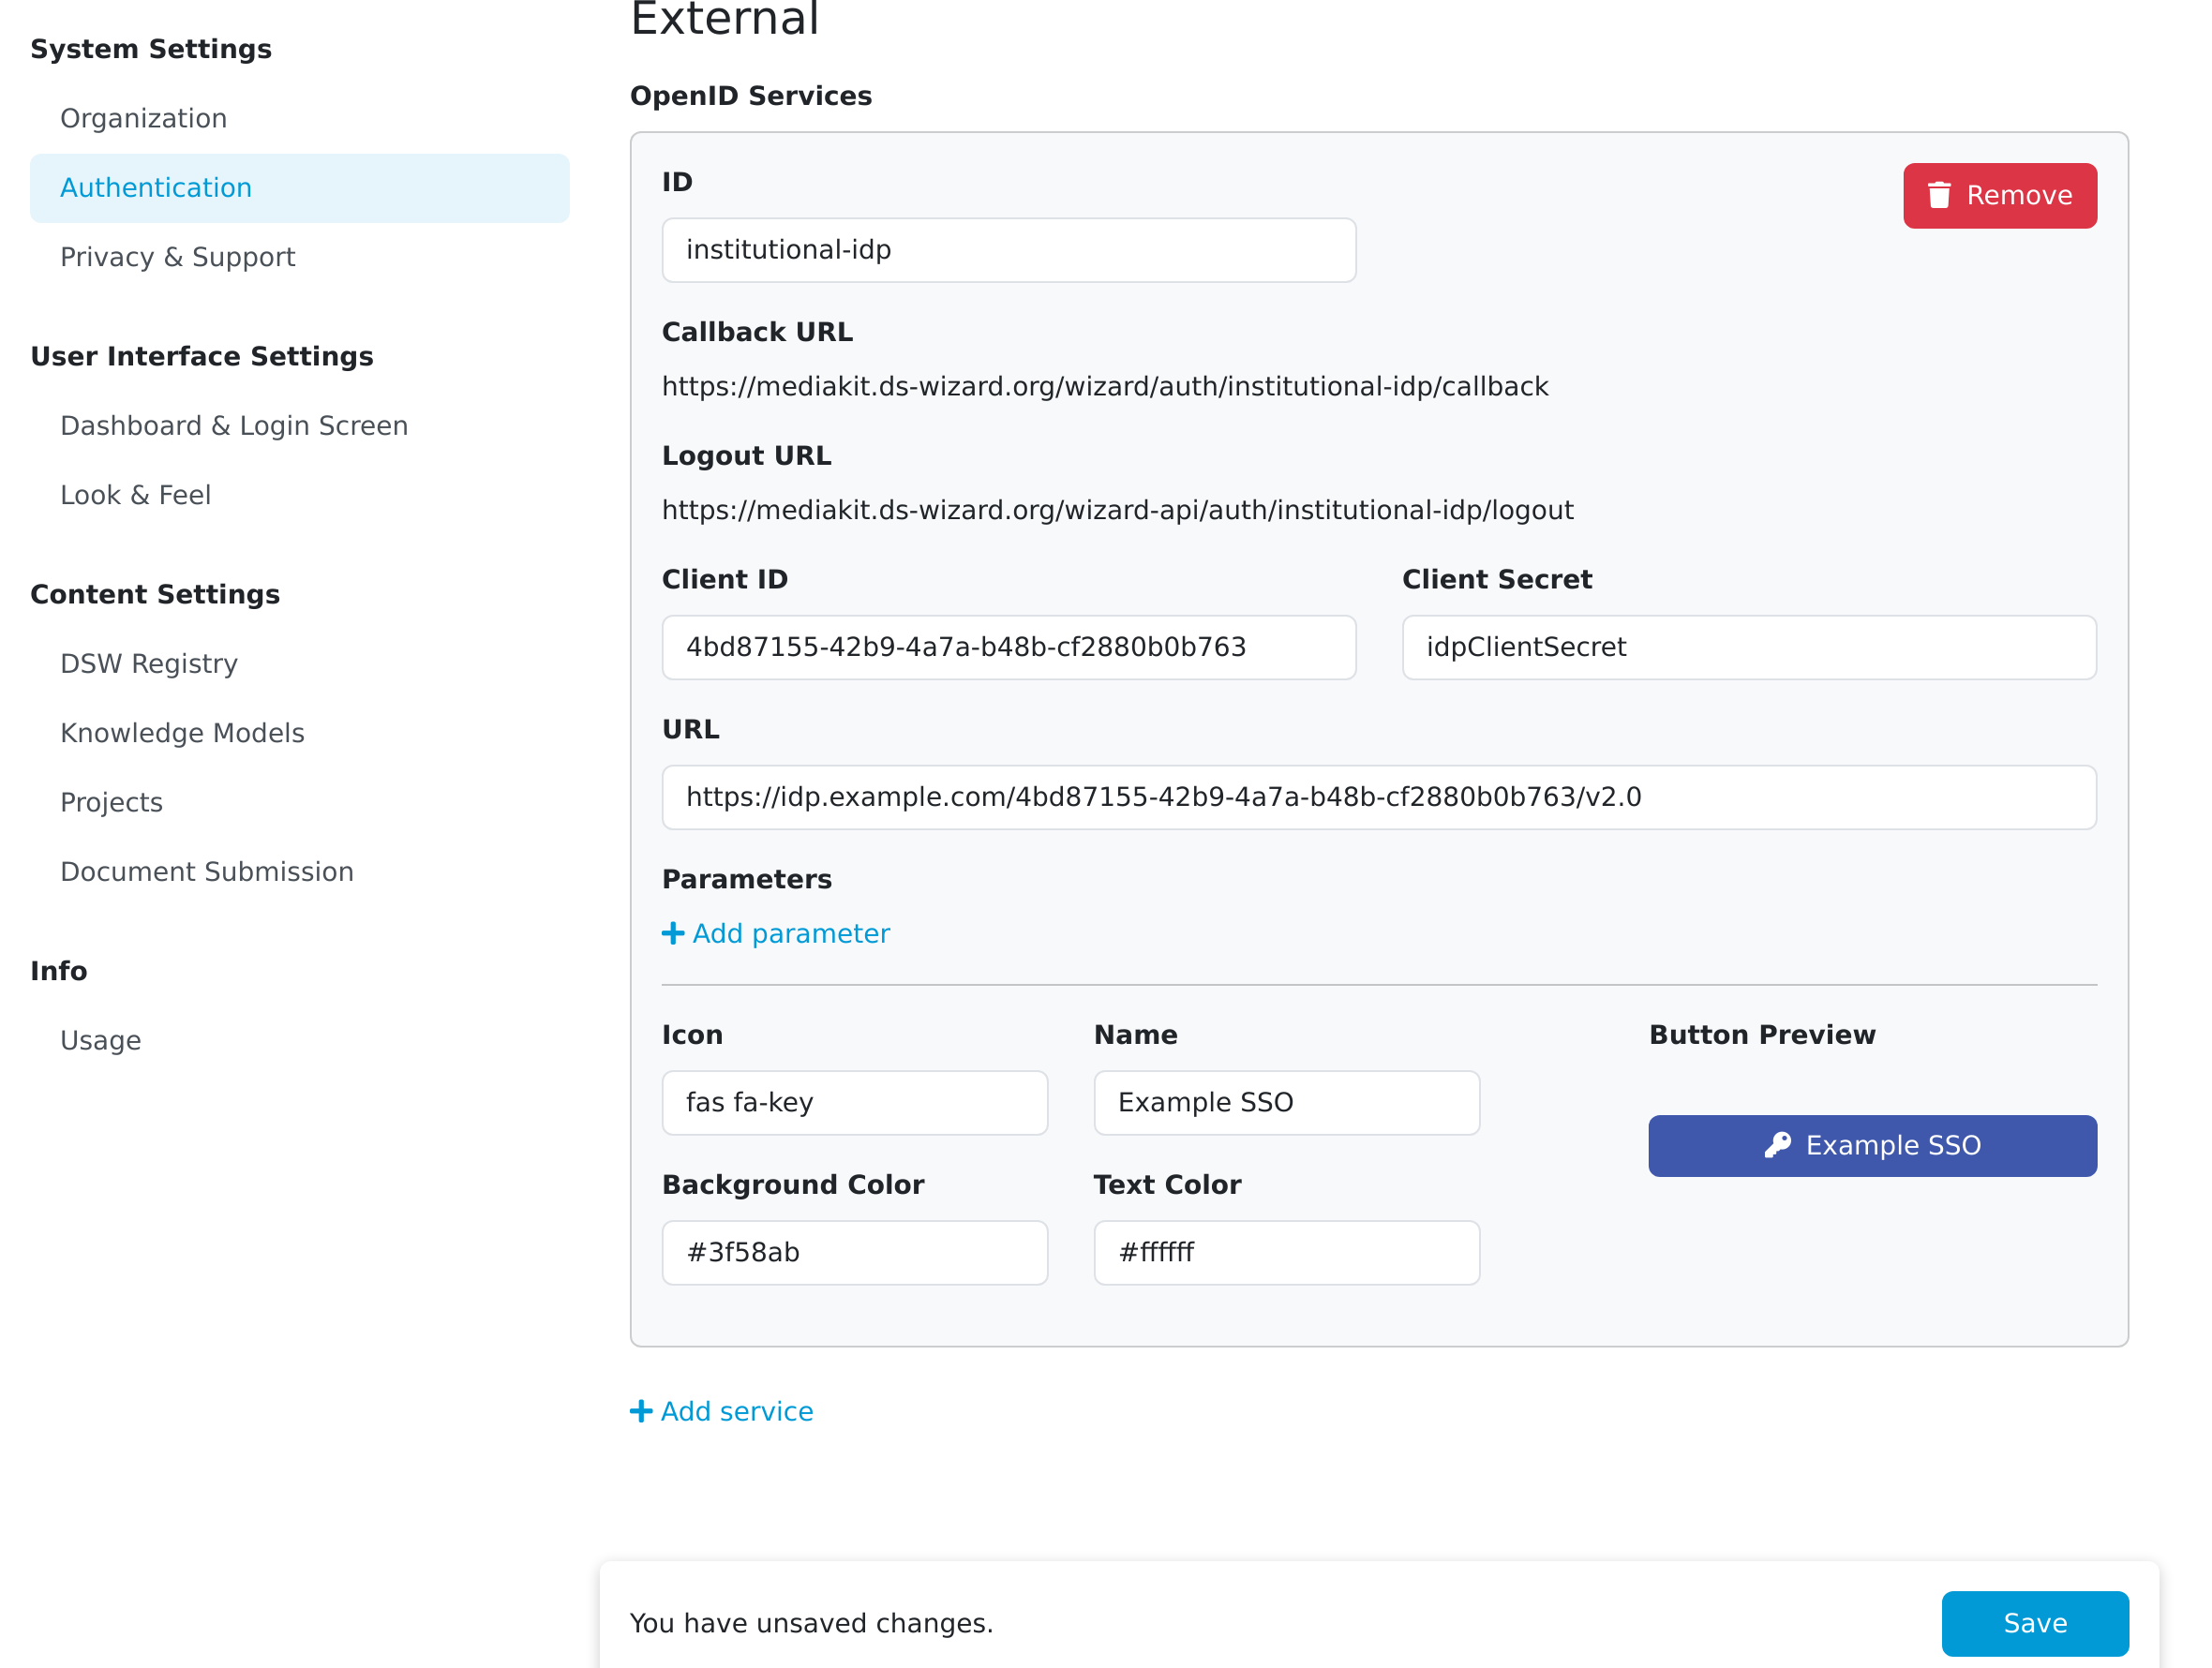 System Settings
Organization
Authentication
Privacy & Support
User Interface Settings
Dashboard & Login Screen
Look & Feel
Content Settings
DSW Registry
Knowledge Models
Projects
Document Submission
Info
Usage
External
OpenID Services
ID
Remove
institutional-idp
Callback URL
https://mediakit.ds-wizard.org/wizard/auth/institutional-idp/callback
Logout URL
https://mediakit.ds-wizard.org/wizard-api/auth/institutional-idp/logout
Client ID
Client Secret
4bd87155-42b9-4a7a-b48b-cf2880b0b763
idpClientSecret
URL
https://idp.example.com/4bd87155-42b9-4a7a-b48b-cf2880b0b763/v2.0
Parameters
Add parameter
Icon
Name
Button Preview
fas fa-key
Example SSO
Example SSO
Background Color
Text Color
#3f58ab
#ffffff
Add service
You have unsaved changes.
Save